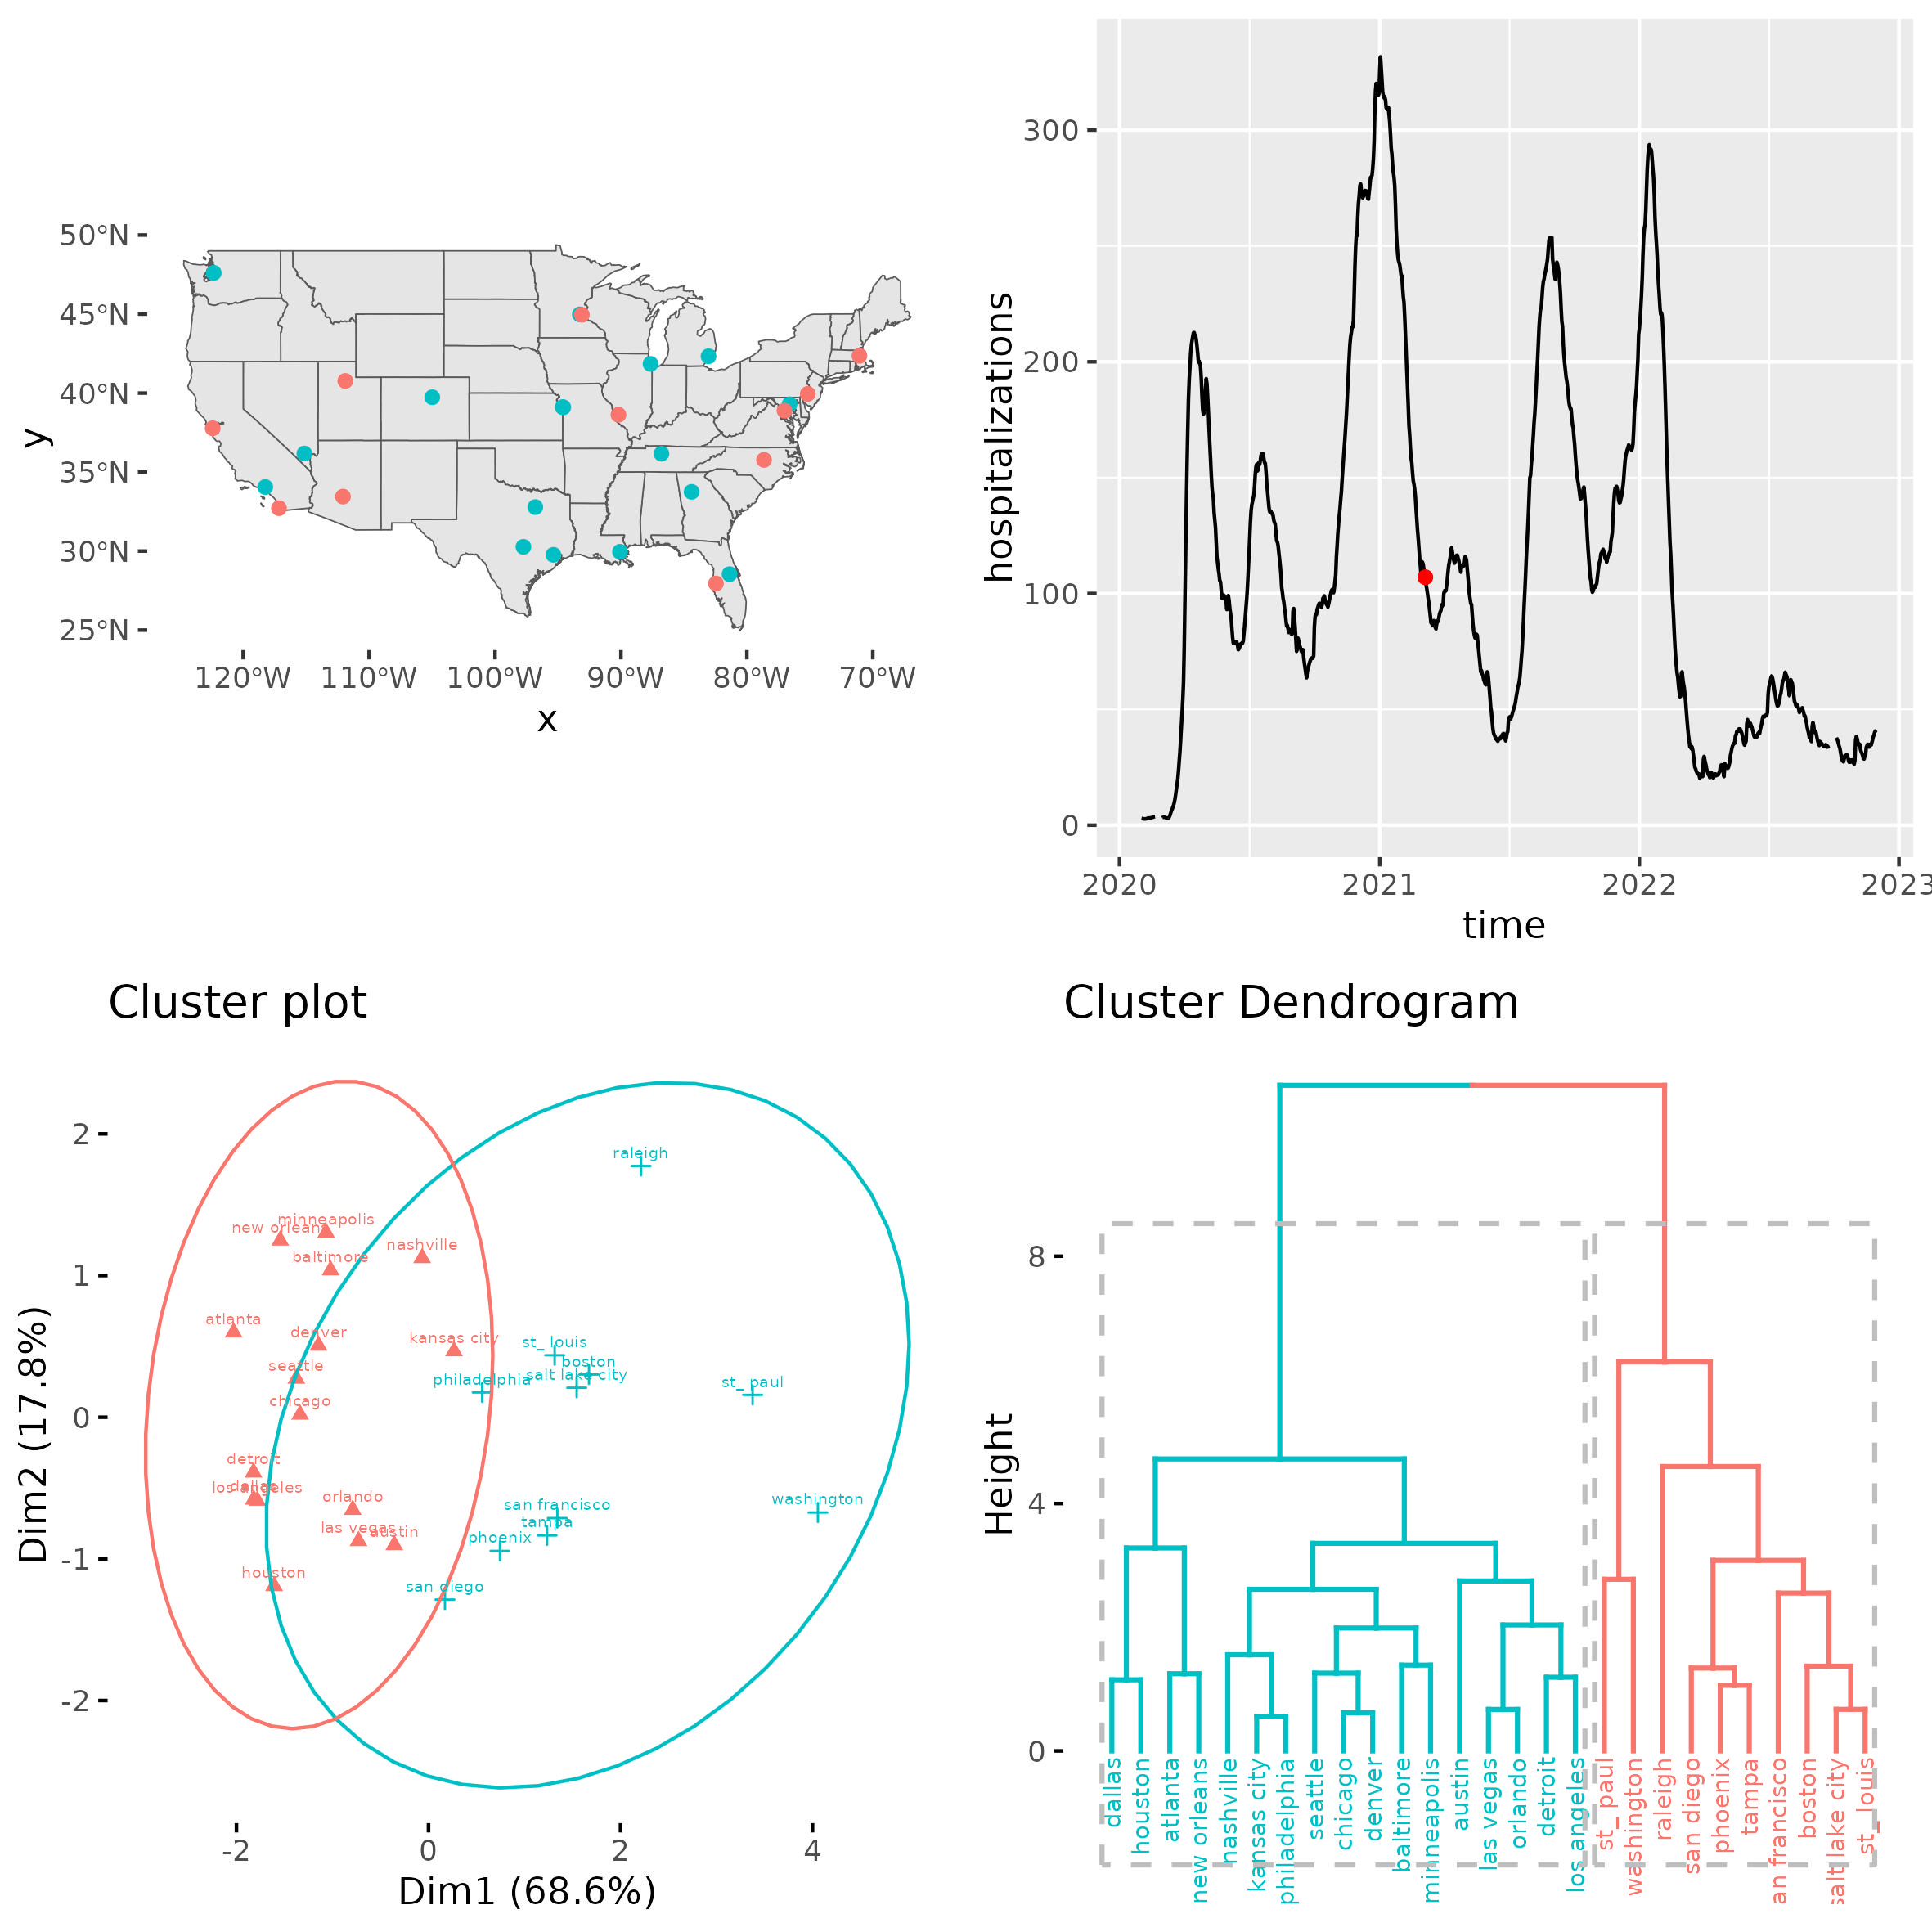 50°N
45°N
40°N
35°N
30°N
25°N
y
120°W 110°W 100°W 90°W 80°W 70°W
x
300
200
100
0
hospitalizations
2020 2021 2022 2023
time
Cluster plot
2
1
0
-1
-2
Dim2 (17.8%)
raleigh
minneapolis
new orleans
nashville
baltimore
atlanta
denver
kansas city
st_louis
boston
seattle
salt lake city
philadelphia
st_paul
chicago
detroit
dallas
los angeles
orlando
washington
san francisco
tampa
las vegas
austin
phoenix
houston
san diego
-2 0 2 4
Dim1 (68.6%)
Cluster Dendrogram
8
4
0
Height
dallas
houston
atlanta
new orleans
nashville
kansas city
philadelphia
seattle
chicago
denver
baltimore
minneapolis
austin
las vegas
orlando
detroit
los angeles
st_paul
washington
raleigh
san diego
phoenix
tampa
an francisco
boston
salt lake city
st_louis